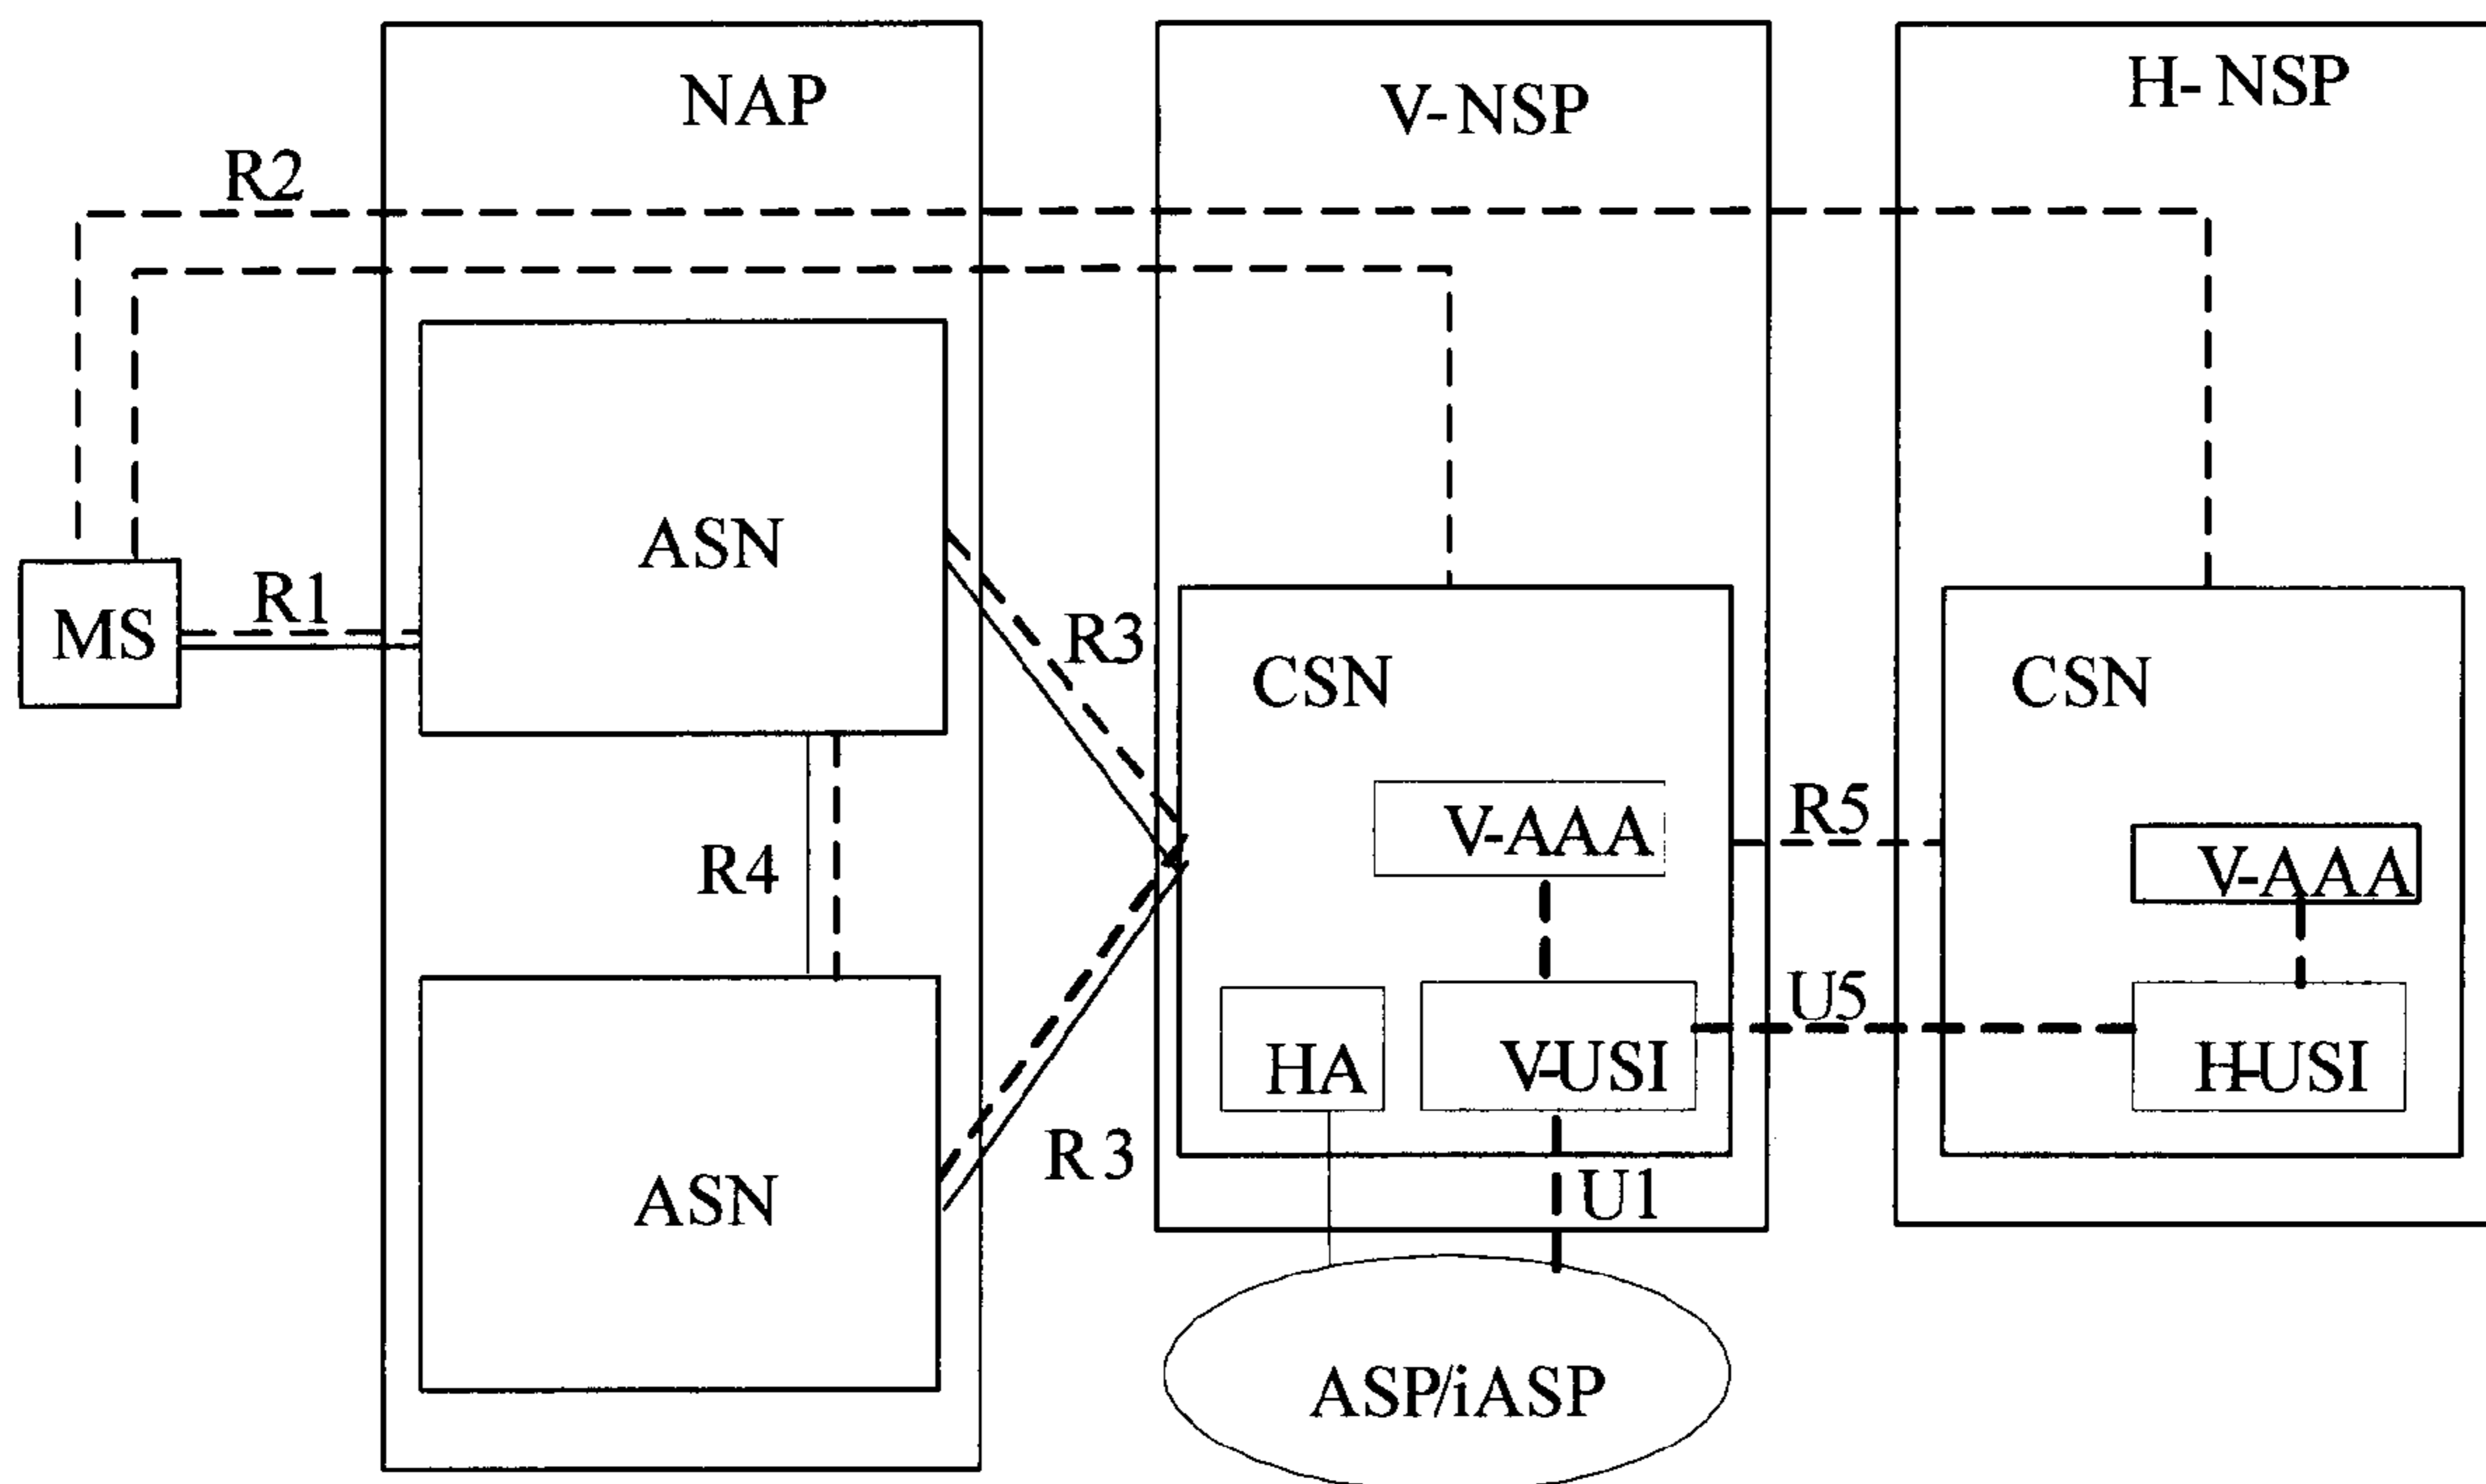 NAP
V-NSP
H-NSP
R2
ASN
MS
R1
R3
CSN
CSN
V-AAA
R5
V-AAA
R4
U5
HA
V-USI
H-USI
R3
ASN
U1
ASP/iASP